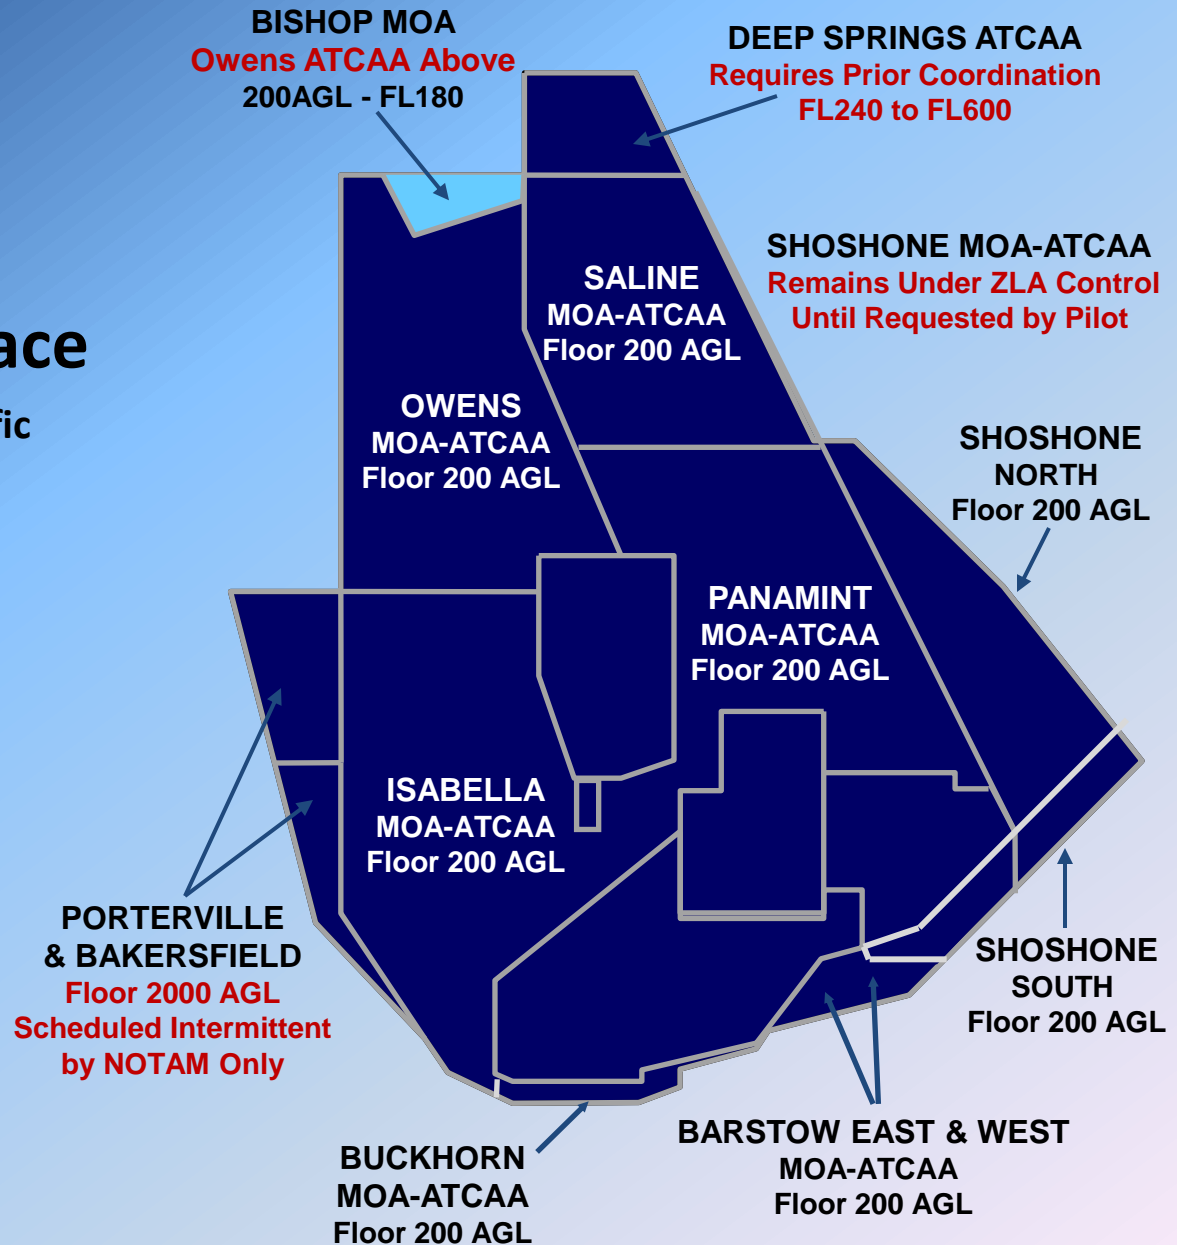 BISHOP MOA
Owens ATCAA Above
200AGL - FL180
DEEP SPRINGS ATCAA
Requires Prior Coordination
FL240 to FL600
SHOSHONE MOA-ATCAA
Remains Under ZLA Control
Until Requested by Pilot
SALINE
MOA-ATCAA
Floor 200 AGL
ace
fic
OWENS
MOA-ATCAA
Floor 200 AGL
SHOSHONE
NORTH
Floor 200 AGL
PANAMINT
MOA-ATCAA
Floor 200 AGL
ISABELLA
MOA-ATCAA
Floor 200 AGL
PORTERVILLE
& BAKERSFIELD
Floor 2000 AGL
Scheduled Intermittent
by NOTAM Only
SHOSHONE
SOUTH
Floor 200 AGL
BARSTOW EAST & WEST
MOA-ATCAA
Floor 200 AGL
BUCKHORN
MOA-ATCAA
Floor 200 AGL